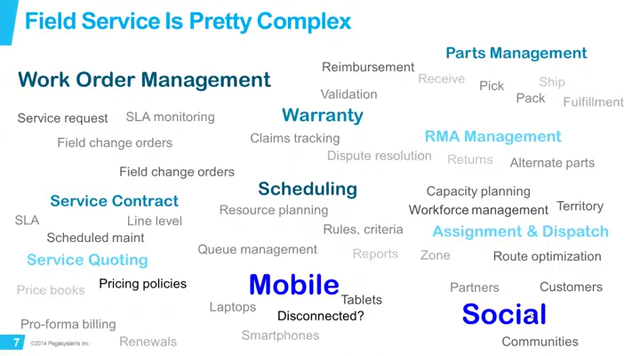 Field Service Is Pretty Complex
Parts Management
Reimbursement
Work Order Management
Receive
Pick
Ship
Validation
Pack
Fulfillment
Service request
SLA monitoring
Warranty
Field change orders
Claims tracking
RMA Management
Dispute resolution
Returns
Alternate parts
Field change orders
Scheduling
Capacity planning
Service Contract
Resource planning
Workforce management
Territory
SLA
Line level
Rules, criteria
Assignment & Dispatch
Scheduled maint
Queue management
Reports
Zone
Route optimization
Service Quoting
Price books
Pricing policies
Mobile
Partners
Customers
Laptops
Tablets
Disconnected?
Social
Pro-forma billing
Renewals
Smartphones
Communities
7
©2014 Pegasystems Inc.